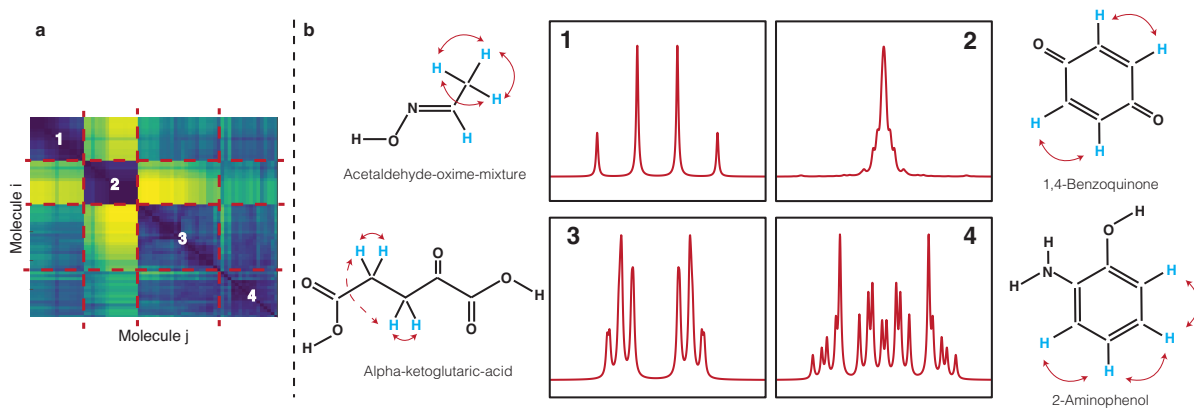 a
b
1
2
3
4
Molecule i
Molecule j
H
H
H
N
H
O
H
Acetaldehyde-oxime-mixture
1
2
H
O
H
H
O
H
1,4-Benzoquinone
H
H
O
O
O
H
O
O
H
H
H
Alpha-ketoglutaric-acid
3
4
H
O
H
N
H
H
H
H
H
2-Aminophenol